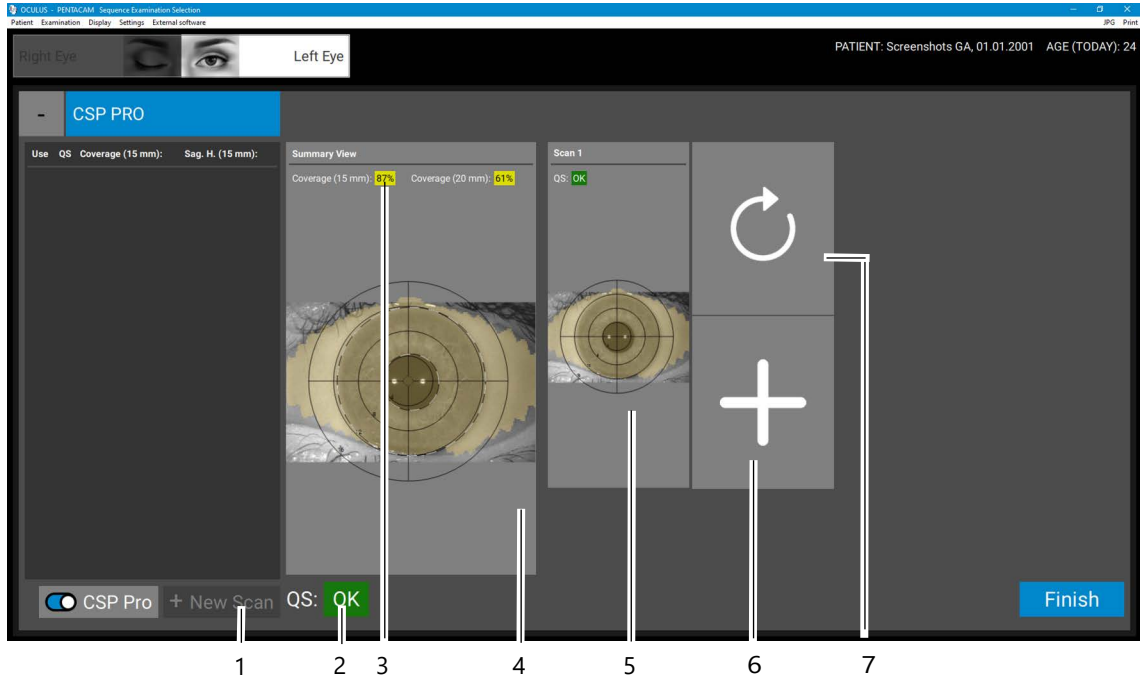 OCULUS - PENTACAM Sequence Examination Selection
Patient Examination Display Settings External software JPG Print
Right Eye Left Eye
PATIENT: Screenshots GA, 01.01.2001 AGE (TODAY): 24
- CSP PRO
Use QS Coverage (15 mm): Sag. H. (15 mm):
Summary View
Coverage (15 mm): 87% Coverage (20 mm): 61%
Scan 1
QS: OK
CSP Pro + New Scan QS: OK
Finish
1 2 3 4 5 6 7